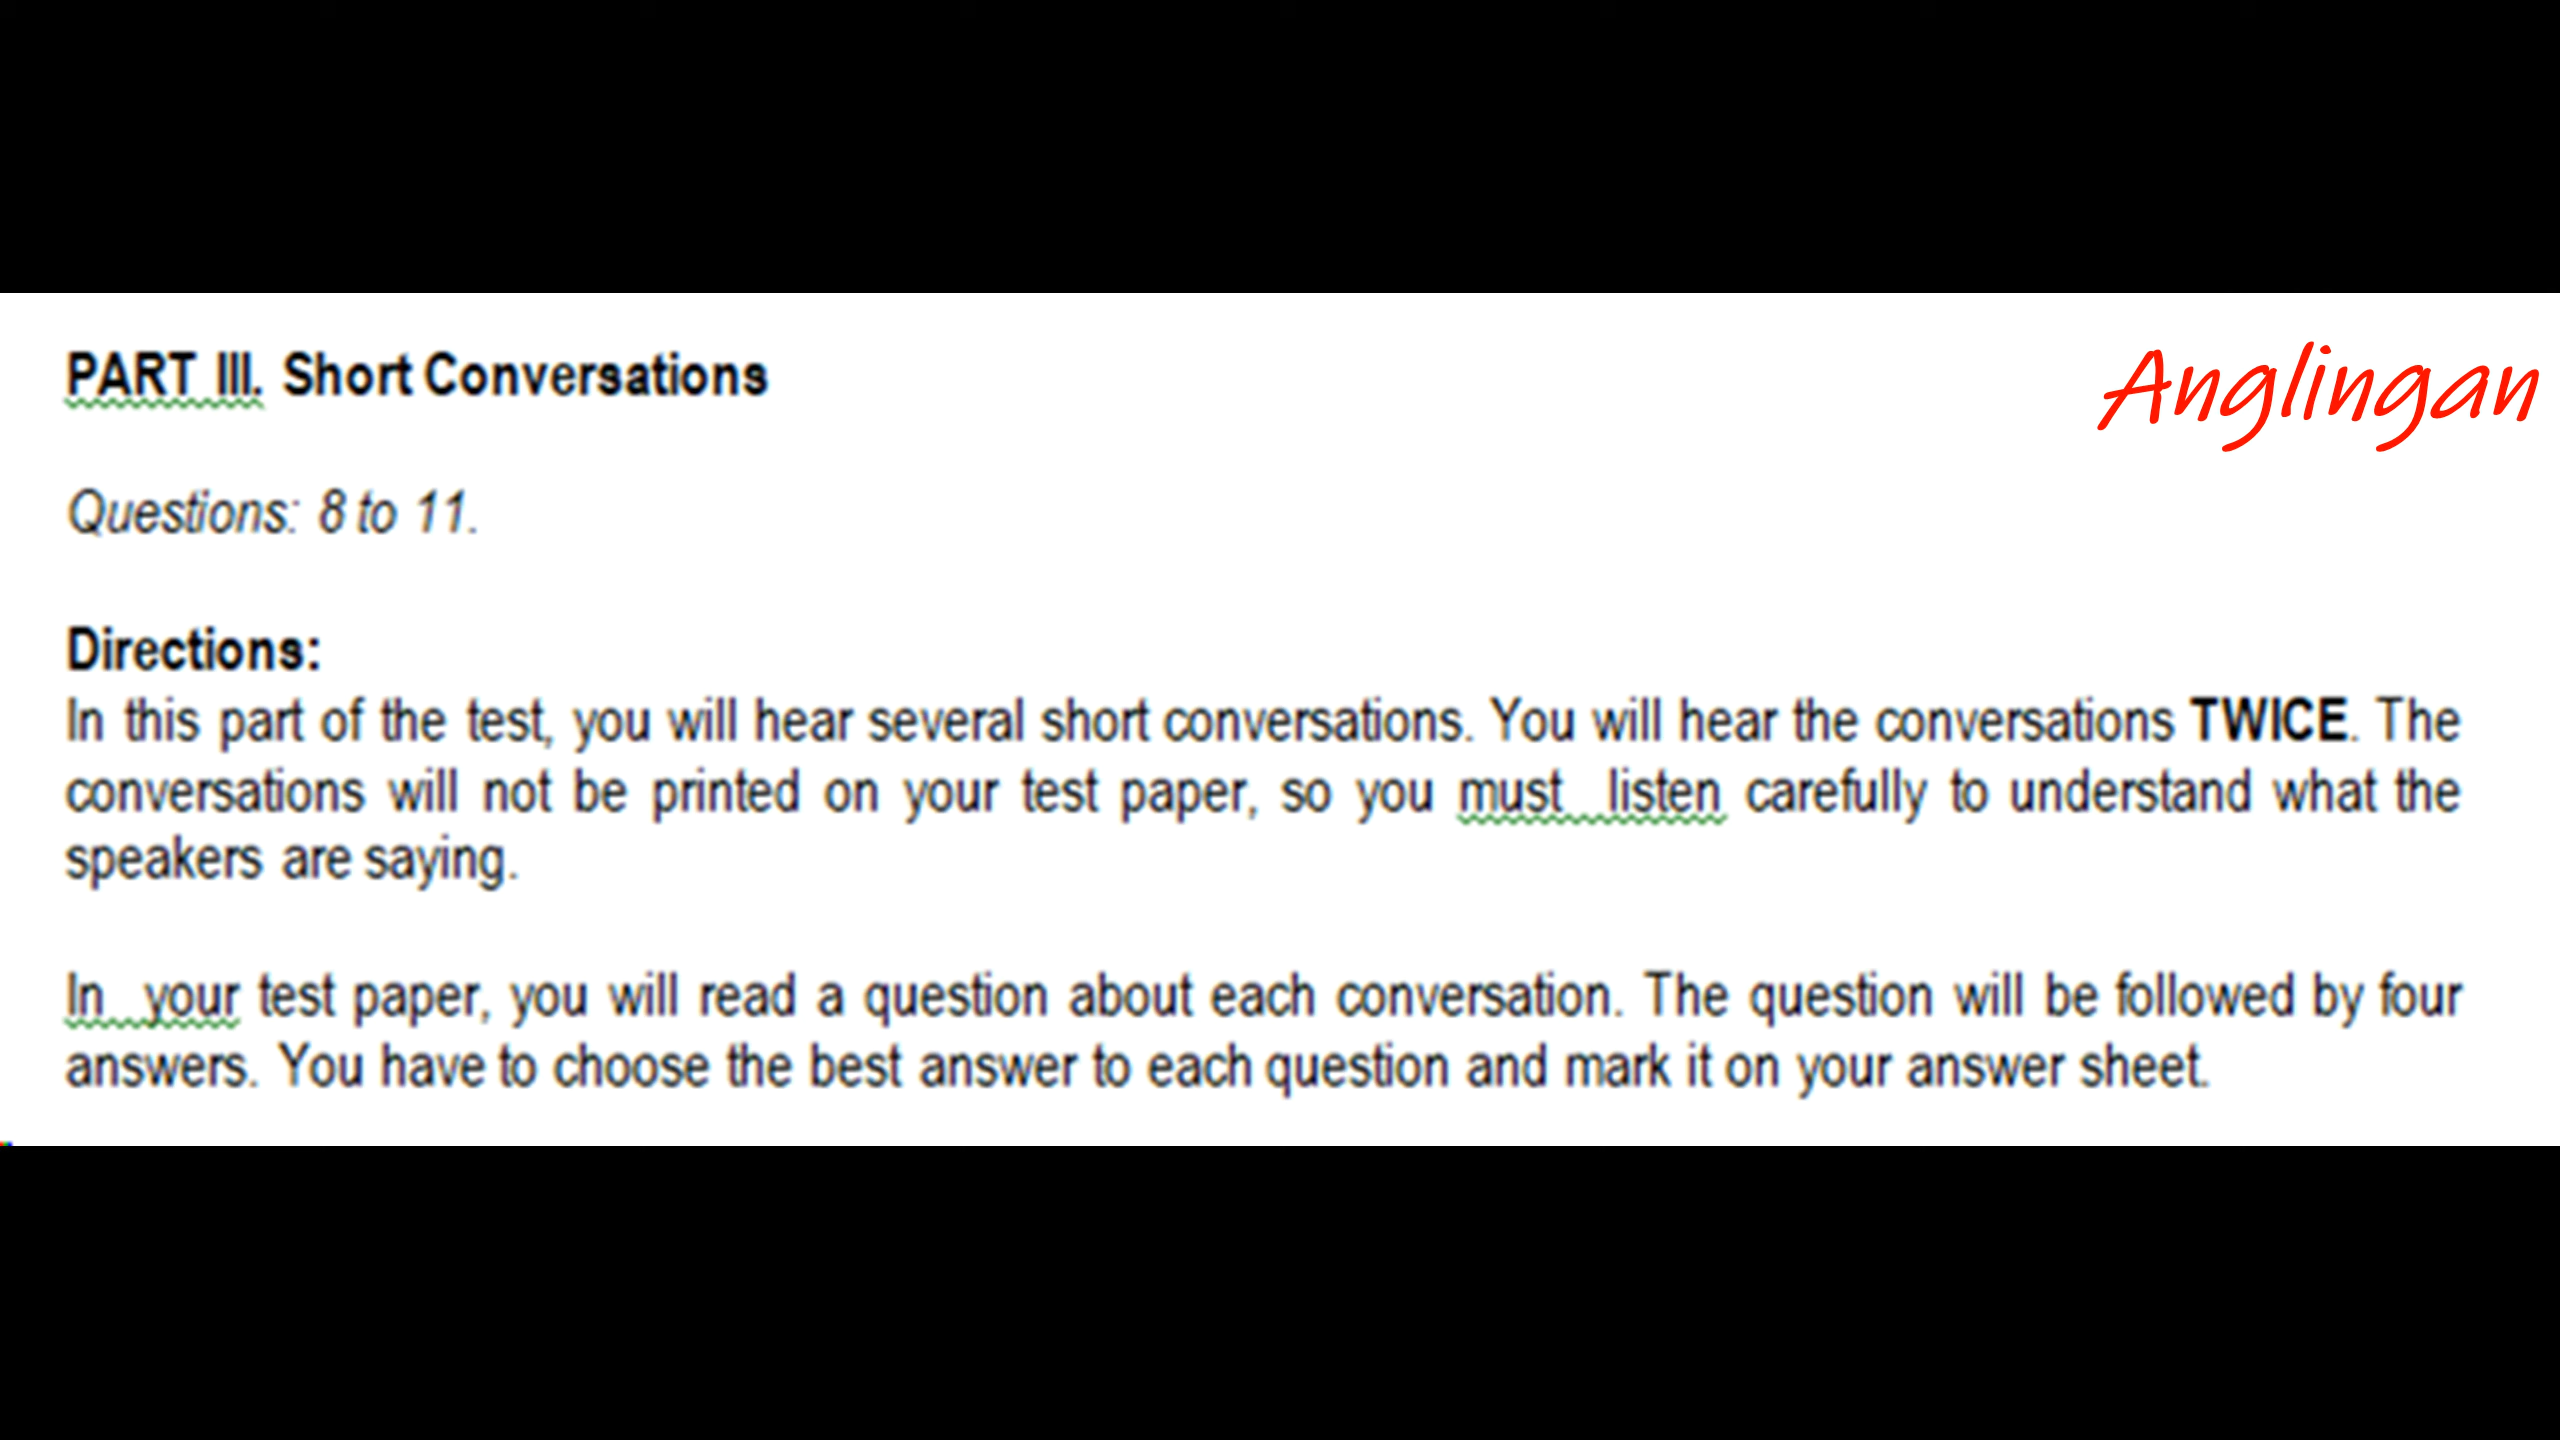 PART III. Short Conversations
Anglingan
Questions: 8 to 11.
Directions:
In this part of the test, you will hear several short conversations. You will hear the conversations TWICE. The
conversations will not be printed on your test paper, so you must listen carefully to understand what the
speakers are saying.
In your test paper, you will read a question about each conversation. The question will be followed by four
answers. You have to choose the best answer to each question and mark it on your answer sheet.